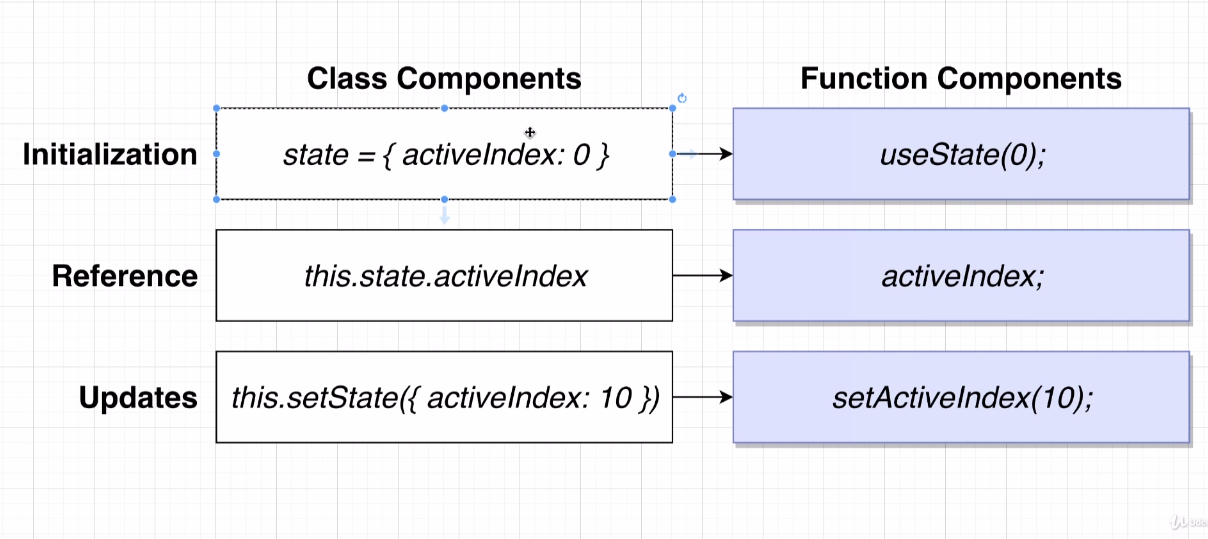 Class Components
Function Components
Initialization
state = { activeIndex: 0 }
useState(0);
Reference
this.state.activeIndex
activeIndex;
Updates
this.setState({ activeIndex: 10 })
setActiveIndex(10);